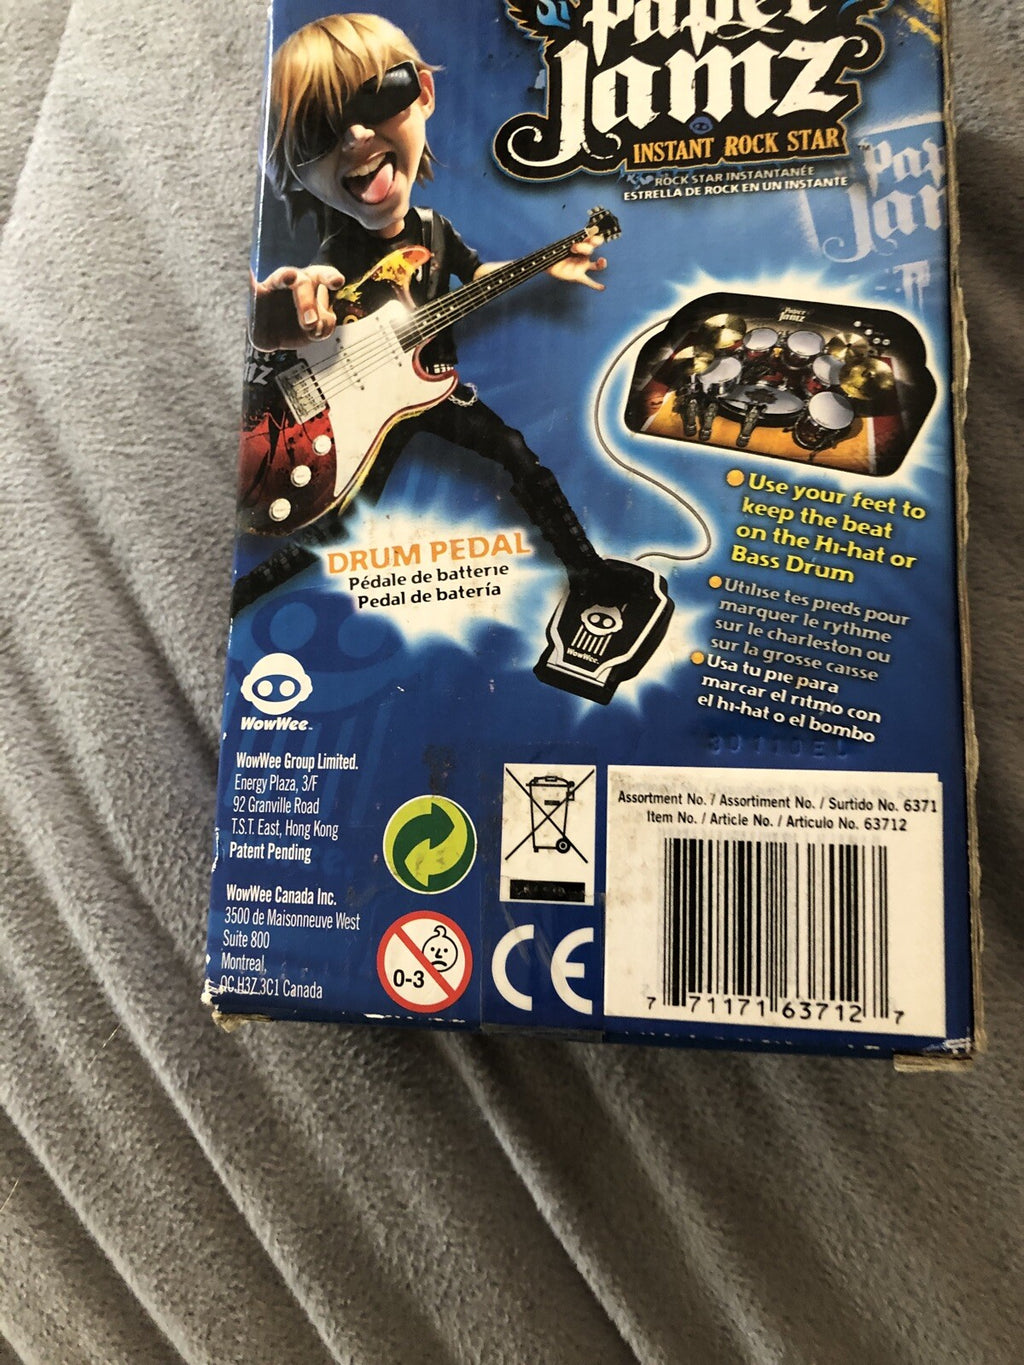 Paper
Jamz
INSTANT ROCK STAR
ROCK STAR INSTANTANÉE
ESTRELLA DE ROCK EN UN INSTANTE
PAPER
JAMZ
DRUM PEDAL
Pédale de batterie
Pedal de batería
WowWee
Use your feet to
keep the beat
on the Hi-hat or
Bass Drum
Utilise tes pieds pour
marquer le rythme
sur le charleston ou
sur la grosse caisse
Usa tu pie para
marcar el ritmo con
el hi-hat o el bombo
WowWee™
WowWee Group Limited.
Energy Plaza, 3/F
92 Granville Road
T.S.T. East, Hong Kong
Patent Pending
WowWee Canada Inc.
3500 de Maisonneuve West
Suite 800
Montreal,
QC H3Z 3C1 Canada
0-3
CE
Assortment No. / Assortiment No. / Surtido No. 6371
Item No. / Article No. / Articulo No. 63712
7 71171 63712 7